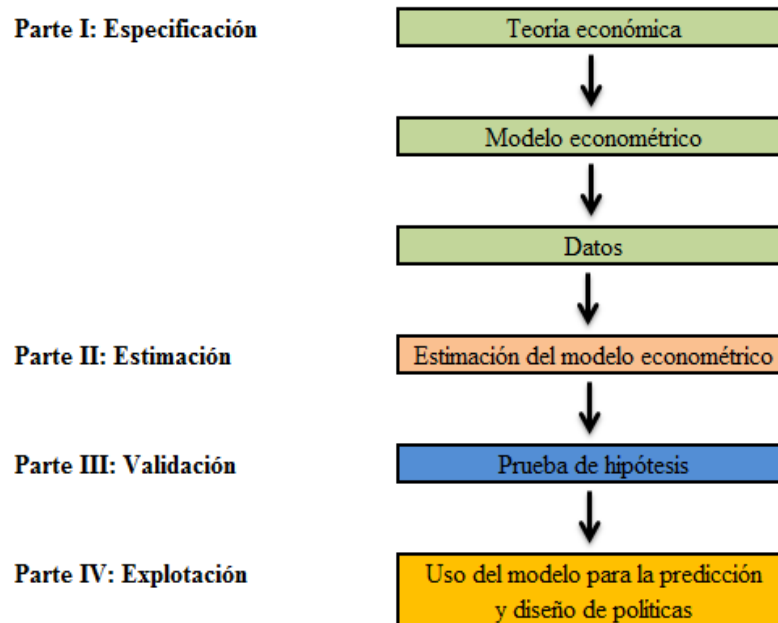 Parte I: Especificación
Teoría económica
Modelo econométrico
Datos
Parte II: Estimación
Estimación del modelo econométrico
Parte III: Validación
Prueba de hipótesis
Parte IV: Explotación
Uso del modelo para la predicción
y diseño de políticas